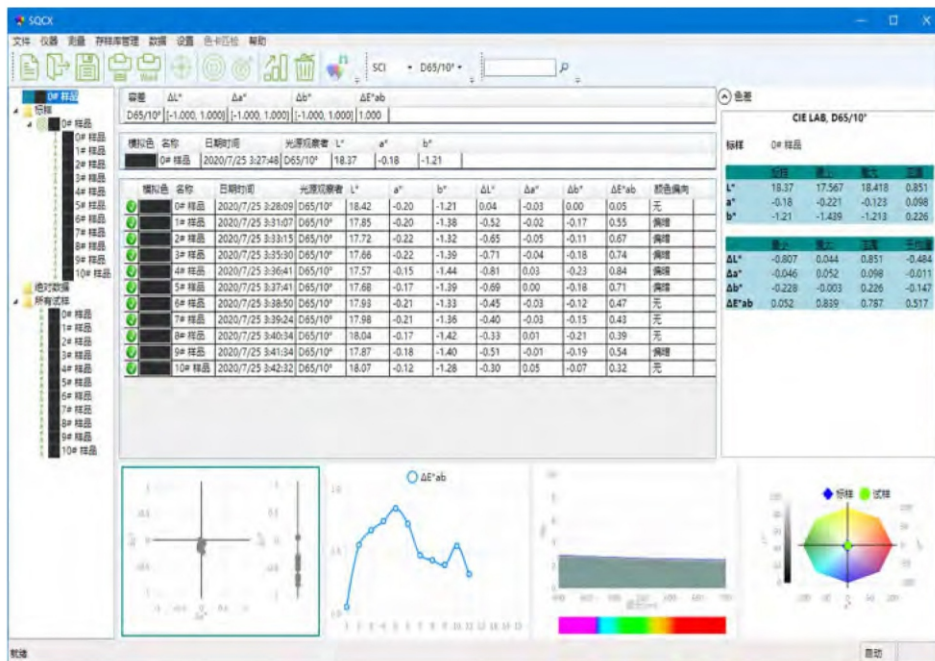 SQCX
文件 仪器 测量 存样库管理 数据 设置 色卡匹检 帮助
Word
SCI D65/10°
0# 样品
标样
0# 样品
0# 样品
1# 样品
2# 样品
3# 样品
4# 样品
5# 样品
6# 样品
7# 样品
8# 样品
9# 样品
10# 样品
绝对数据
所有试样
0# 样品
1# 样品
2# 样品
3# 样品
4# 样品
5# 样品
6# 样品
7# 样品
8# 样品
9# 样品
10# 样品
容差 ΔL* Δa* Δb* ΔE*ab
D65/10° [-1.000, 1.000] [-1.000, 1.000] [-1.000, 1.000] 1.000
模拟色 名称 日期时间 光源观察者 L* a* b*
0# 样品 2020/7/25 3:27:48 D65/10° 18.37 -0.18 -1.21
模拟色 名称 日期时间 光源观察者 L* a* b* ΔL* Δa* Δb* ΔE*ab 颜色偏向
0# 样品 2020/7/25 3:28:09 D65/10° 18.42 -0.20 -1.21 0.04 -0.03 0.00 0.05 无
1# 样品 2020/7/25 3:31:07 D65/10° 17.85 -0.20 -1.38 -0.52 -0.02 -0.17 0.55 偏暗
2# 样品 2020/7/25 3:33:15 D65/10° 17.72 -0.22 -1.32 -0.65 -0.05 -0.11 0.67 偏暗
3# 样品 2020/7/25 3:35:30 D65/10° 17.66 -0.22 -1.39 -0.71 -0.04 -0.18 0.74 偏暗
4# 样品 2020/7/25 3:36:41 D65/10° 17.57 -0.15 -1.44 -0.81 0.03 -0.23 0.84 偏暗
5# 样品 2020/7/25 3:37:41 D65/10° 17.68 -0.17 -1.39 -0.69 0.00 -0.18 0.71 偏暗
6# 样品 2020/7/25 3:38:50 D65/10° 17.93 -0.21 -1.33 -0.45 -0.03 -0.12 0.47 无
7# 样品 2020/7/25 3:39:24 D65/10° 17.98 -0.21 -1.36 -0.40 -0.03 -0.15 0.43 无
8# 样品 2020/7/25 3:40:34 D65/10° 18.04 -0.17 -1.42 -0.33 0.01 -0.21 0.39 无
9# 样品 2020/7/25 3:41:34 D65/10° 17.87 -0.18 -1.40 -0.51 -0.01 -0.19 0.54 偏暗
10# 样品 2020/7/25 3:42:32 D65/10° 18.07 -0.12 -1.28 -0.30 0.05 -0.07 0.32 无
色差
CIE LAB, D65/10°
标样 0# 样品
标样 最小 最大 宽度
L* 18.37 17.567 18.418 0.851
a* -0.18 -0.221 -0.123 0.098
b* -1.21 -1.439 -1.213 0.226
最小 最大 宽度 平均值
ΔL* -0.807 0.044 0.851 -0.484
Δa* -0.046 0.052 0.098 -0.011
Δb* -0.228 -0.003 0.226 -0.147
ΔE*ab 0.052 0.839 0.787 0.517
ΔE*ab
标样 试样
就绪
自动